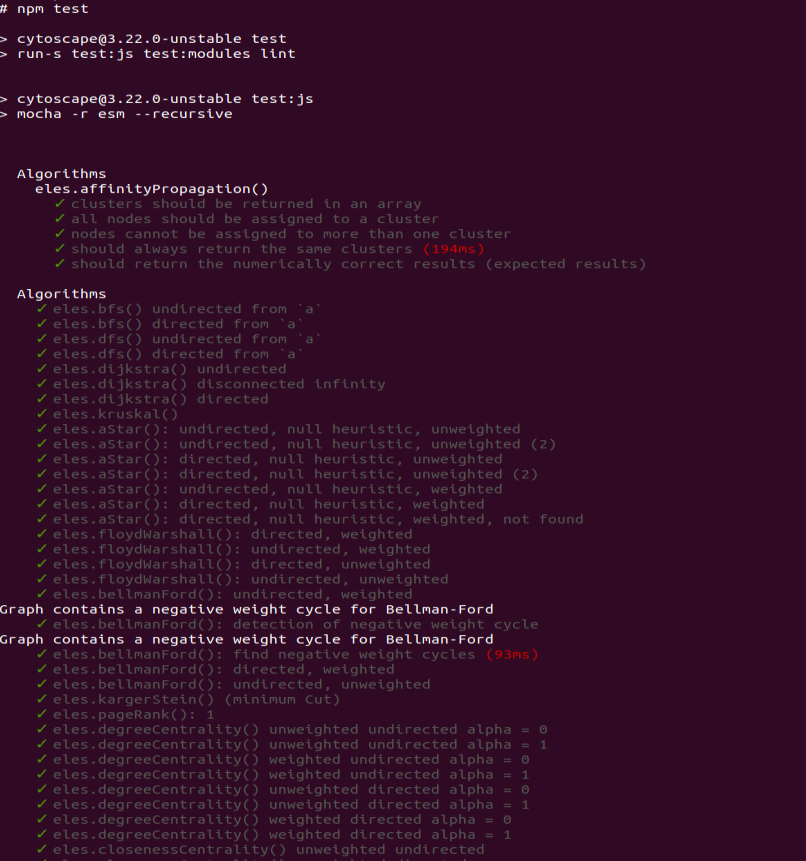 # npm test
> cytoscape@3.22.0-unstable test
> run-s test:js test:modules lint
> cytoscape@3.22.0-unstable test:js
> mocha -r esm --recursive
Algorithms
eles.affinityPropagation()
✓ clusters should be returned in an array
✓ all nodes should be assigned to a cluster
✓ nodes cannot be assigned to more than one cluster
✓ should always return the same clusters (194ms)
✓ should return the numerically correct results (expected results)
Algorithms
✓ eles.bfs() undirected from `a`
✓ eles.bfs() directed from `a`
✓ eles.dfs() undirected from `a`
✓ eles.dfs() directed from `a`
✓ eles.dijkstra() undirected
✓ eles.dijkstra() disconnected infinity
✓ eles.dijkstra() directed
✓ eles.kruskal()
✓ eles.aStar(): undirected, null heuristic, unweighted
✓ eles.aStar(): undirected, null heuristic, unweighted (2)
✓ eles.aStar(): directed, null heuristic, unweighted
✓ eles.aStar(): directed, null heuristic, unweighted (2)
✓ eles.aStar(): undirected, null heuristic, weighted
✓ eles.aStar(): directed, null heuristic, weighted
✓ eles.aStar(): directed, null heuristic, weighted, not found
✓ eles.floydWarshall(): directed, weighted
✓ eles.floydWarshall(): undirected, weighted
✓ eles.floydWarshall(): directed, unweighted
✓ eles.floydWarshall(): undirected, unweighted
✓ eles.bellmanFord(): undirected, weighted
Graph contains a negative weight cycle for Bellman-Ford
✓ eles.bellmanFord(): detection of negative weight cycle
Graph contains a negative weight cycle for Bellman-Ford
✓ eles.bellmanFord(): find negative weight cycles (93ms)
✓ eles.bellmanFord(): directed, weighted
✓ eles.bellmanFord(): undirected, unweighted
✓ eles.kargerStein() (minimum Cut)
✓ eles.pageRank(): 1
✓ eles.degreeCentrality() unweighted undirected alpha = 0
✓ eles.degreeCentrality() unweighted undirected alpha = 1
✓ eles.degreeCentrality() weighted undirected alpha = 0
✓ eles.degreeCentrality() weighted undirected alpha = 1
✓ eles.degreeCentrality() unweighted directed alpha = 0
✓ eles.degreeCentrality() unweighted directed alpha = 1
✓ eles.degreeCentrality() weighted directed alpha = 0
✓ eles.degreeCentrality() weighted directed alpha = 1
✓ eles.closenessCentrality() unweighted undirected